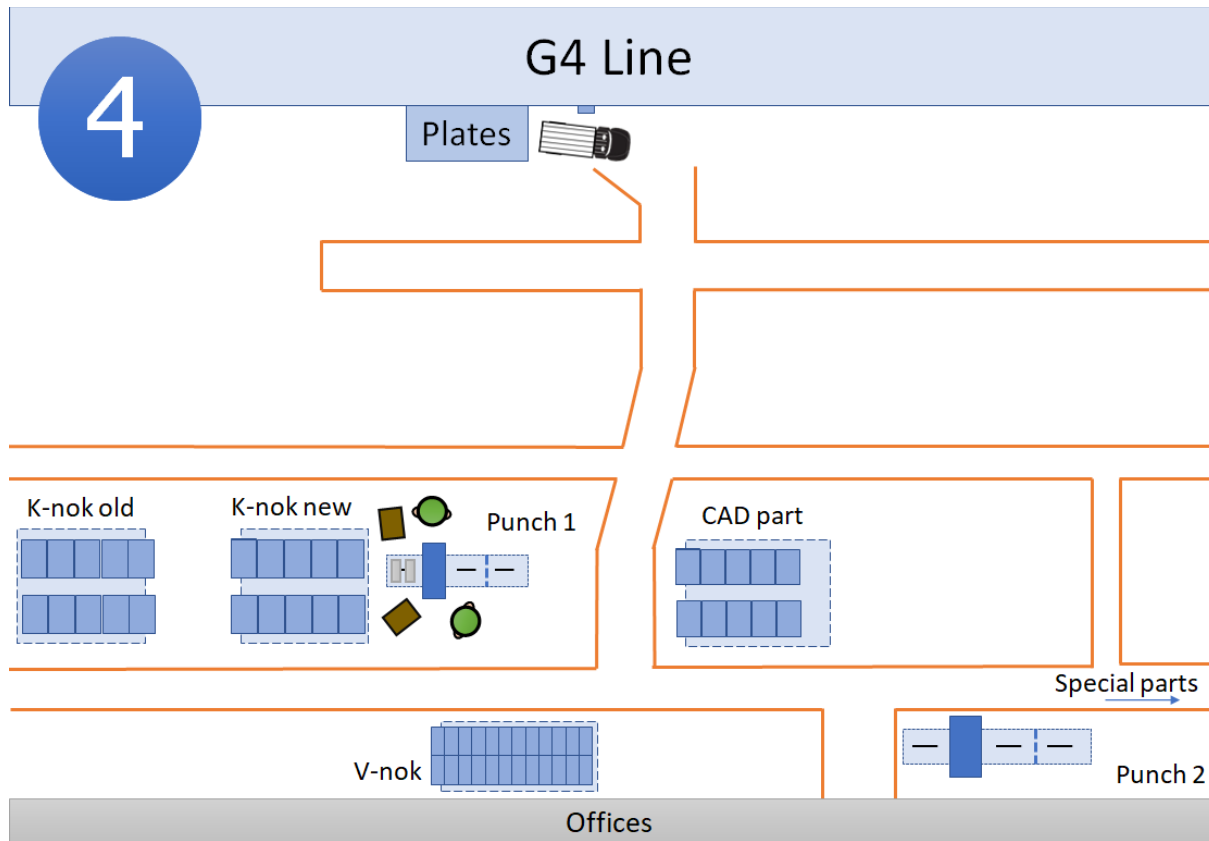 G4 Line
4
Plates
K-nok old
K-nok new
Punch 1
CAD part
Special parts
V-nok
Punch 2
Offices